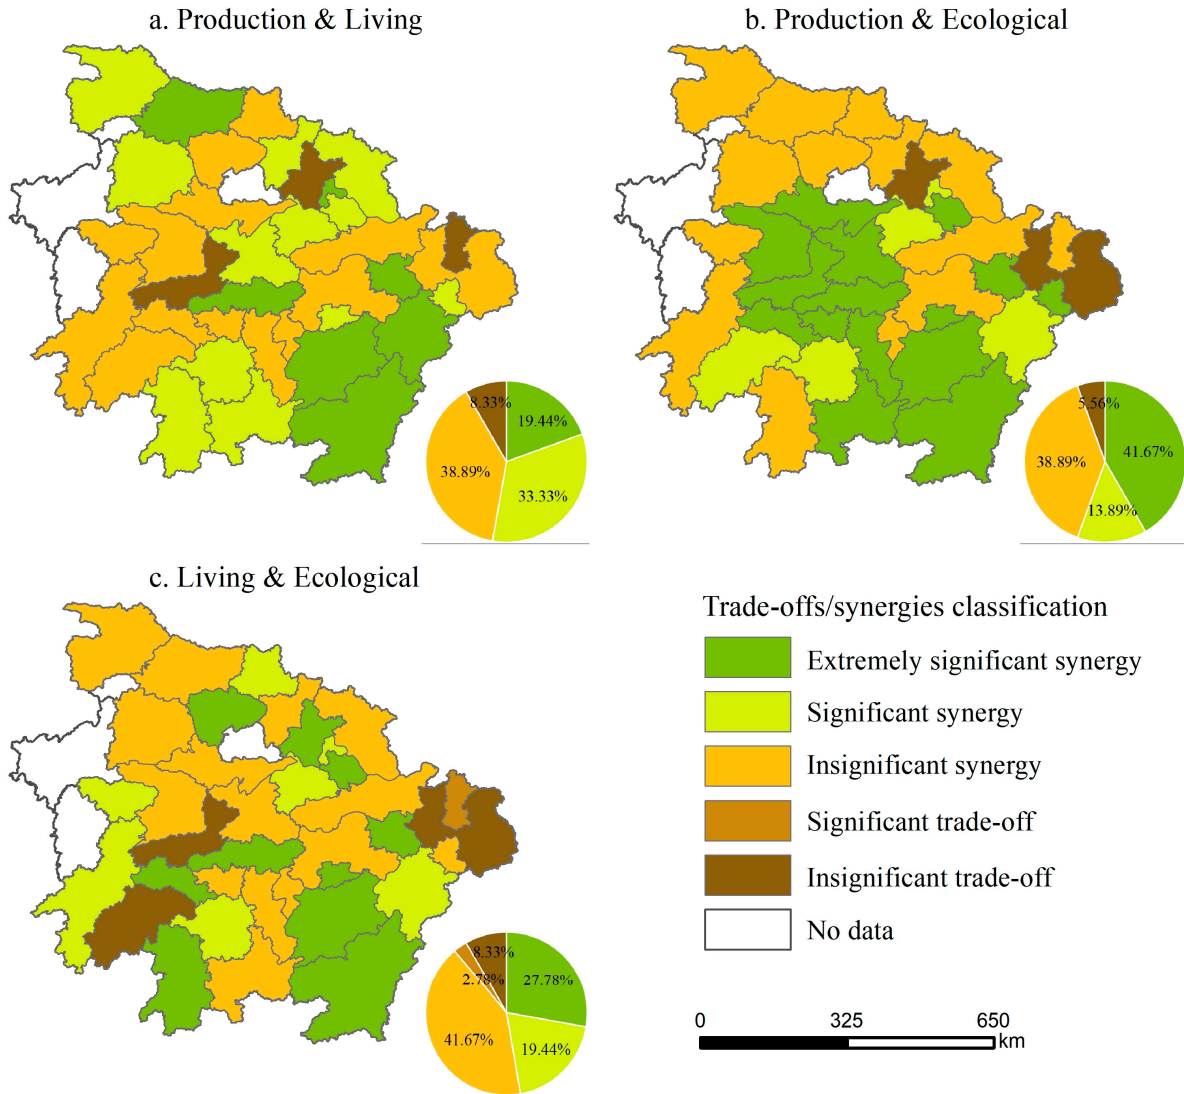 a. Production & Living
b. Production & Ecological
8.33%
19.44%
38.89%
33.33%
5.56%
41.67%
38.89%
13.89%
c. Living & Ecological
8.33%
2.78%
27.78%
41.67%
19.44%
Trade-offs/synergies classification
Extremely significant synergy
Significant synergy
Insignificant synergy
Significant trade-off
Insignificant trade-off
No data
0 325 650
km